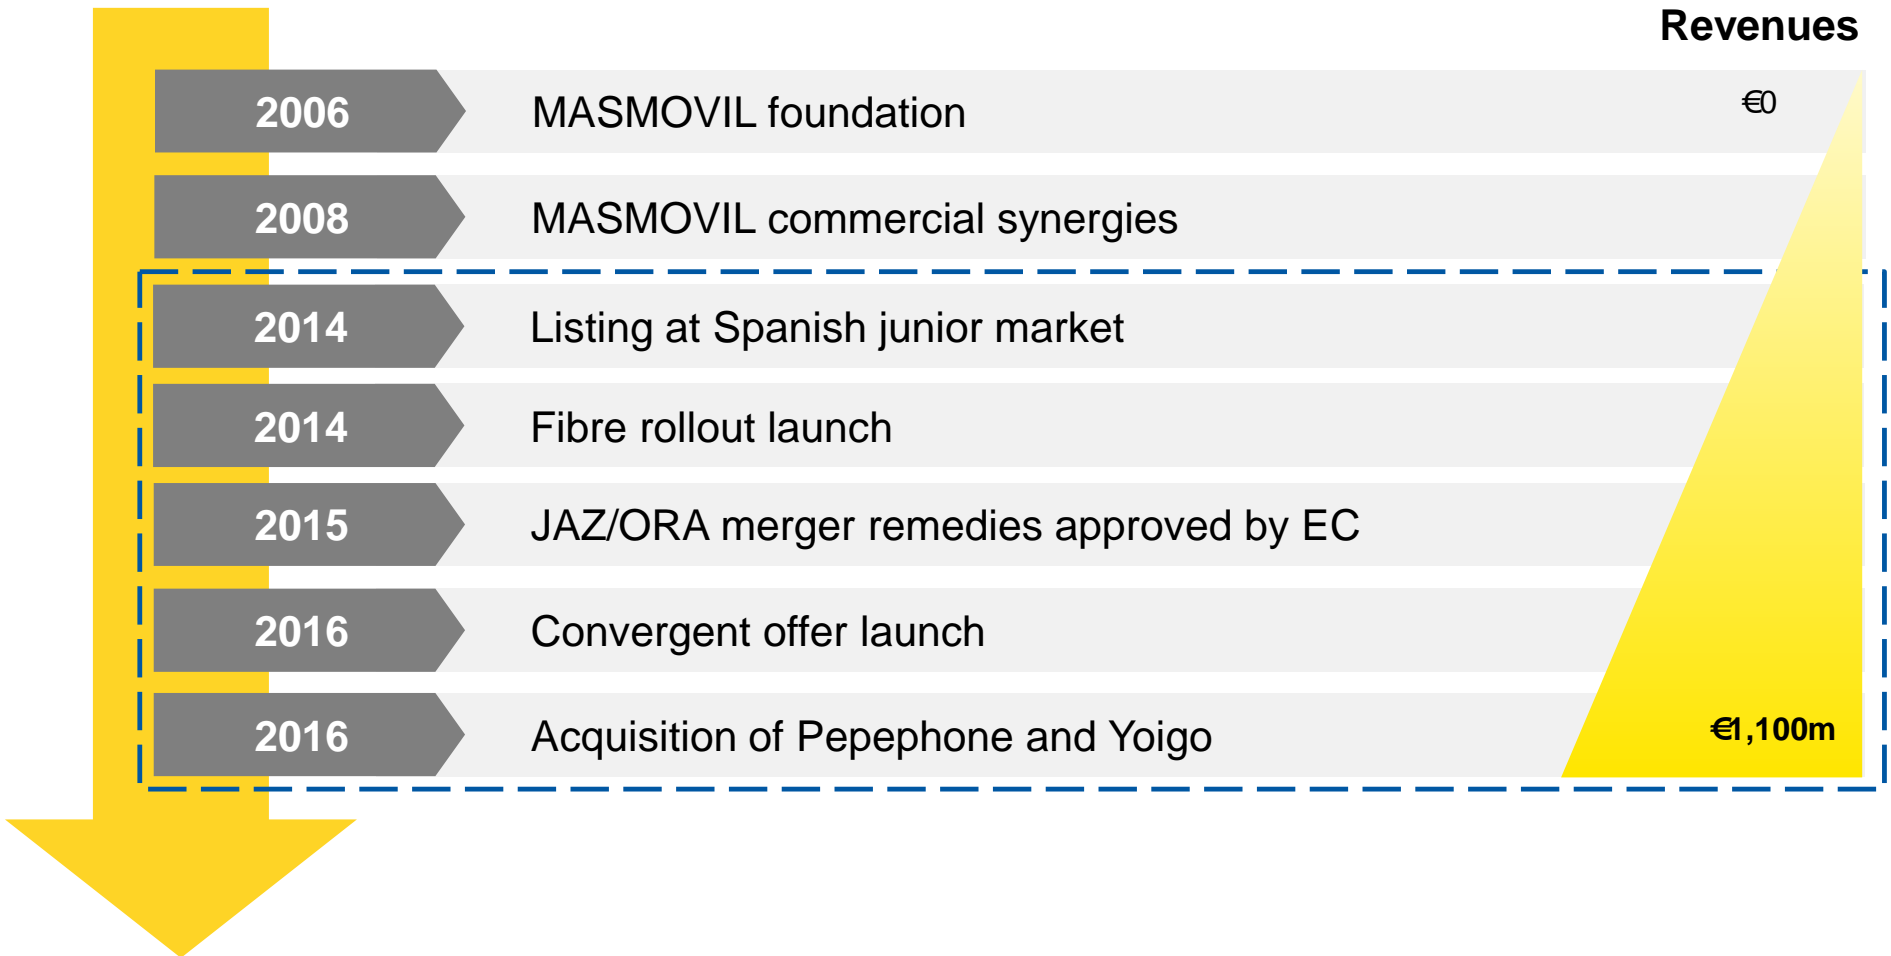 Revenues
2006 MASMOVIL foundation €0
2008 MASMOVIL commercial synergies
2014 Listing at Spanish junior market
2014 Fibre rollout launch
2015 JAZ/ORA merger remedies approved by EC
2016 Convergent offer launch
2016 Acquisition of Pepephone and Yoigo €1,100m